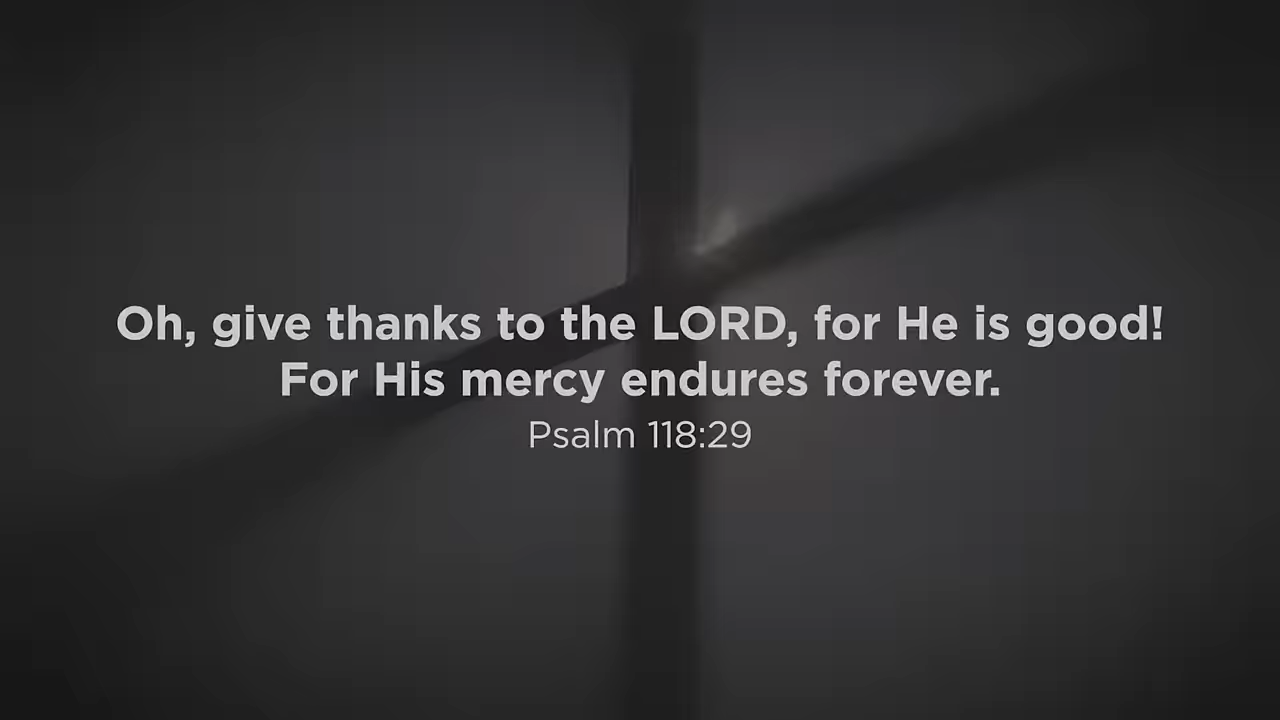 Oh, give thanks to the LORD, for He is good!
For His mercy endures forever.
Psalm 118:29